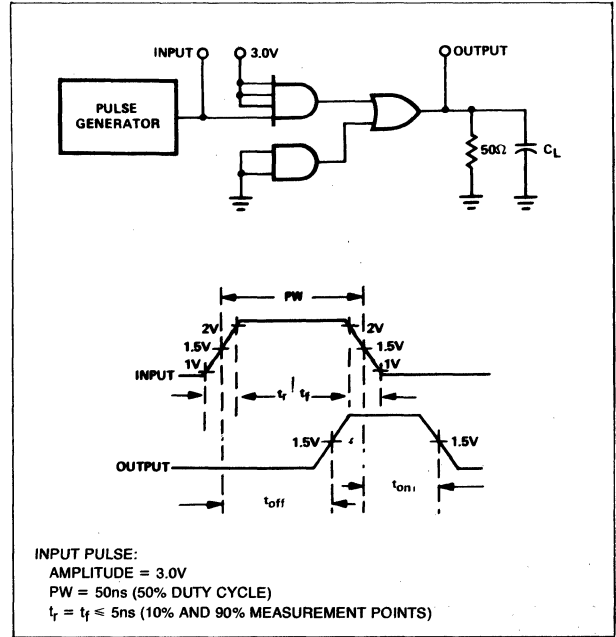 INPUT 3.0V OUTPUT
PULSE
GENERATOR
50Ω CL
PW
2V 2V
1.5V 1.5V
1V 1V
INPUT
tr tf
1.5V 1.5V
OUTPUT
toff ton
INPUT PULSE:
AMPLITUDE = 3.0V
PW = 50ns (50% DUTY CYCLE)
tr = tf ≤ 5ns (10% AND 90% MEASUREMENT POINTS)